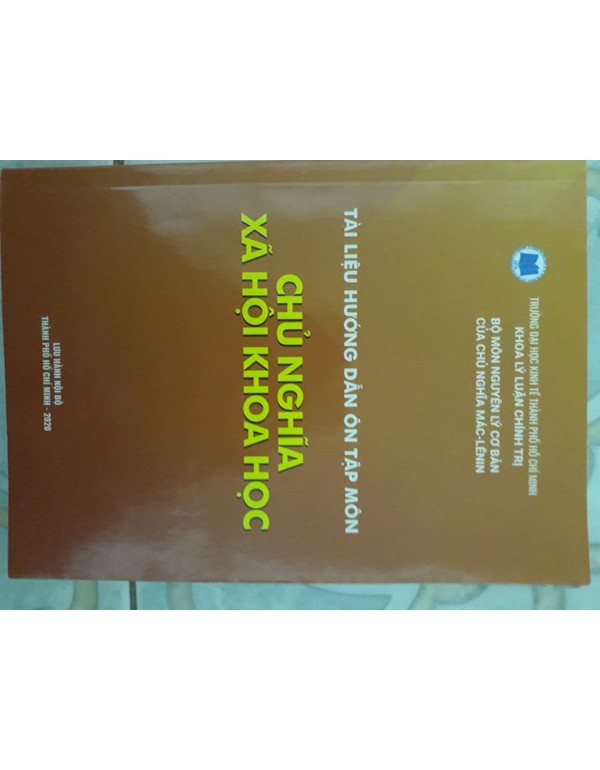 TRƯỜNG ĐẠI HỌC KINH TẾ THÀNH PHỐ HỒ CHÍ MINH
KHOA LÝ LUẬN CHÍNH TRỊ
BỘ MÔN NGUYÊN LÝ CƠ BẢN
CỦA CHỦ NGHĨA MÁC-LÊNIN
TÀI LIỆU HƯỚNG DẪN ÔN TẬP MÔN
CHỦ NGHĨA
XÃ HỘI KHOA HỌC
LƯU HÀNH NỘI BỘ
THÀNH PHỐ HỒ CHÍ MINH - 2020